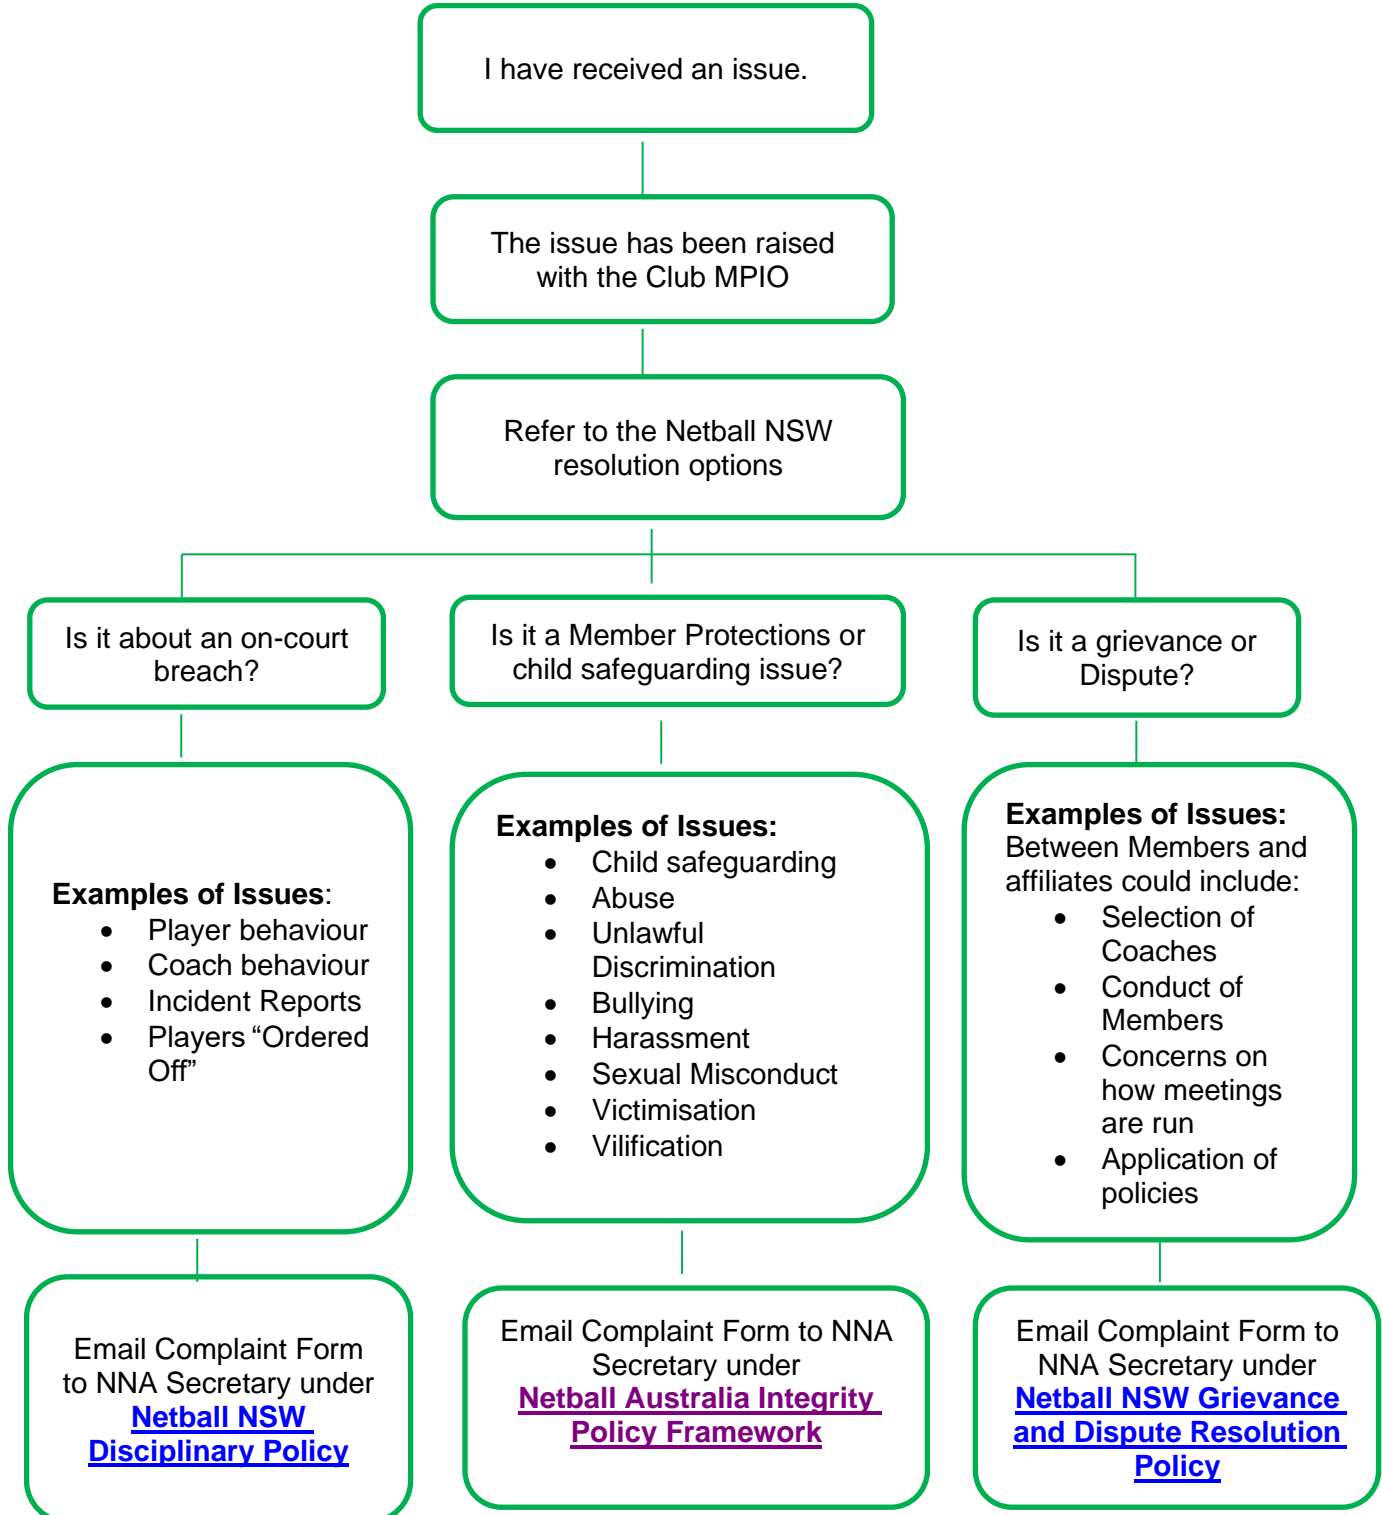 I have received an issue.
The issue has been raised
with the Club MPIO
Refer to the Netball NSW
resolution options
Is it about an on-court
breach?
Is it a Member Protections or
child safeguarding issue?
Is it a grievance or
Dispute?
Examples of Issues:
• Player behaviour
• Coach behaviour
• Incident Reports
• Players “Ordered
Off”
Examples of Issues:
• Child safeguarding
• Abuse
• Unlawful
Discrimination
• Bullying
• Harassment
• Sexual Misconduct
• Victimisation
• Vilification
Examples of Issues:
Between Members and
affiliates could include:
• Selection of
Coaches
• Conduct of
Members
• Concerns on
how meetings
are run
• Application of
policies
Email Complaint Form
to NNA Secretary under
Netball NSW
Disciplinary Policy
Email Complaint Form to NNA
Secretary under
Netball Australia Integrity
Policy Framework
Email Complaint Form to
NNA Secretary under
Netball NSW Grievance
and Dispute Resolution
Policy